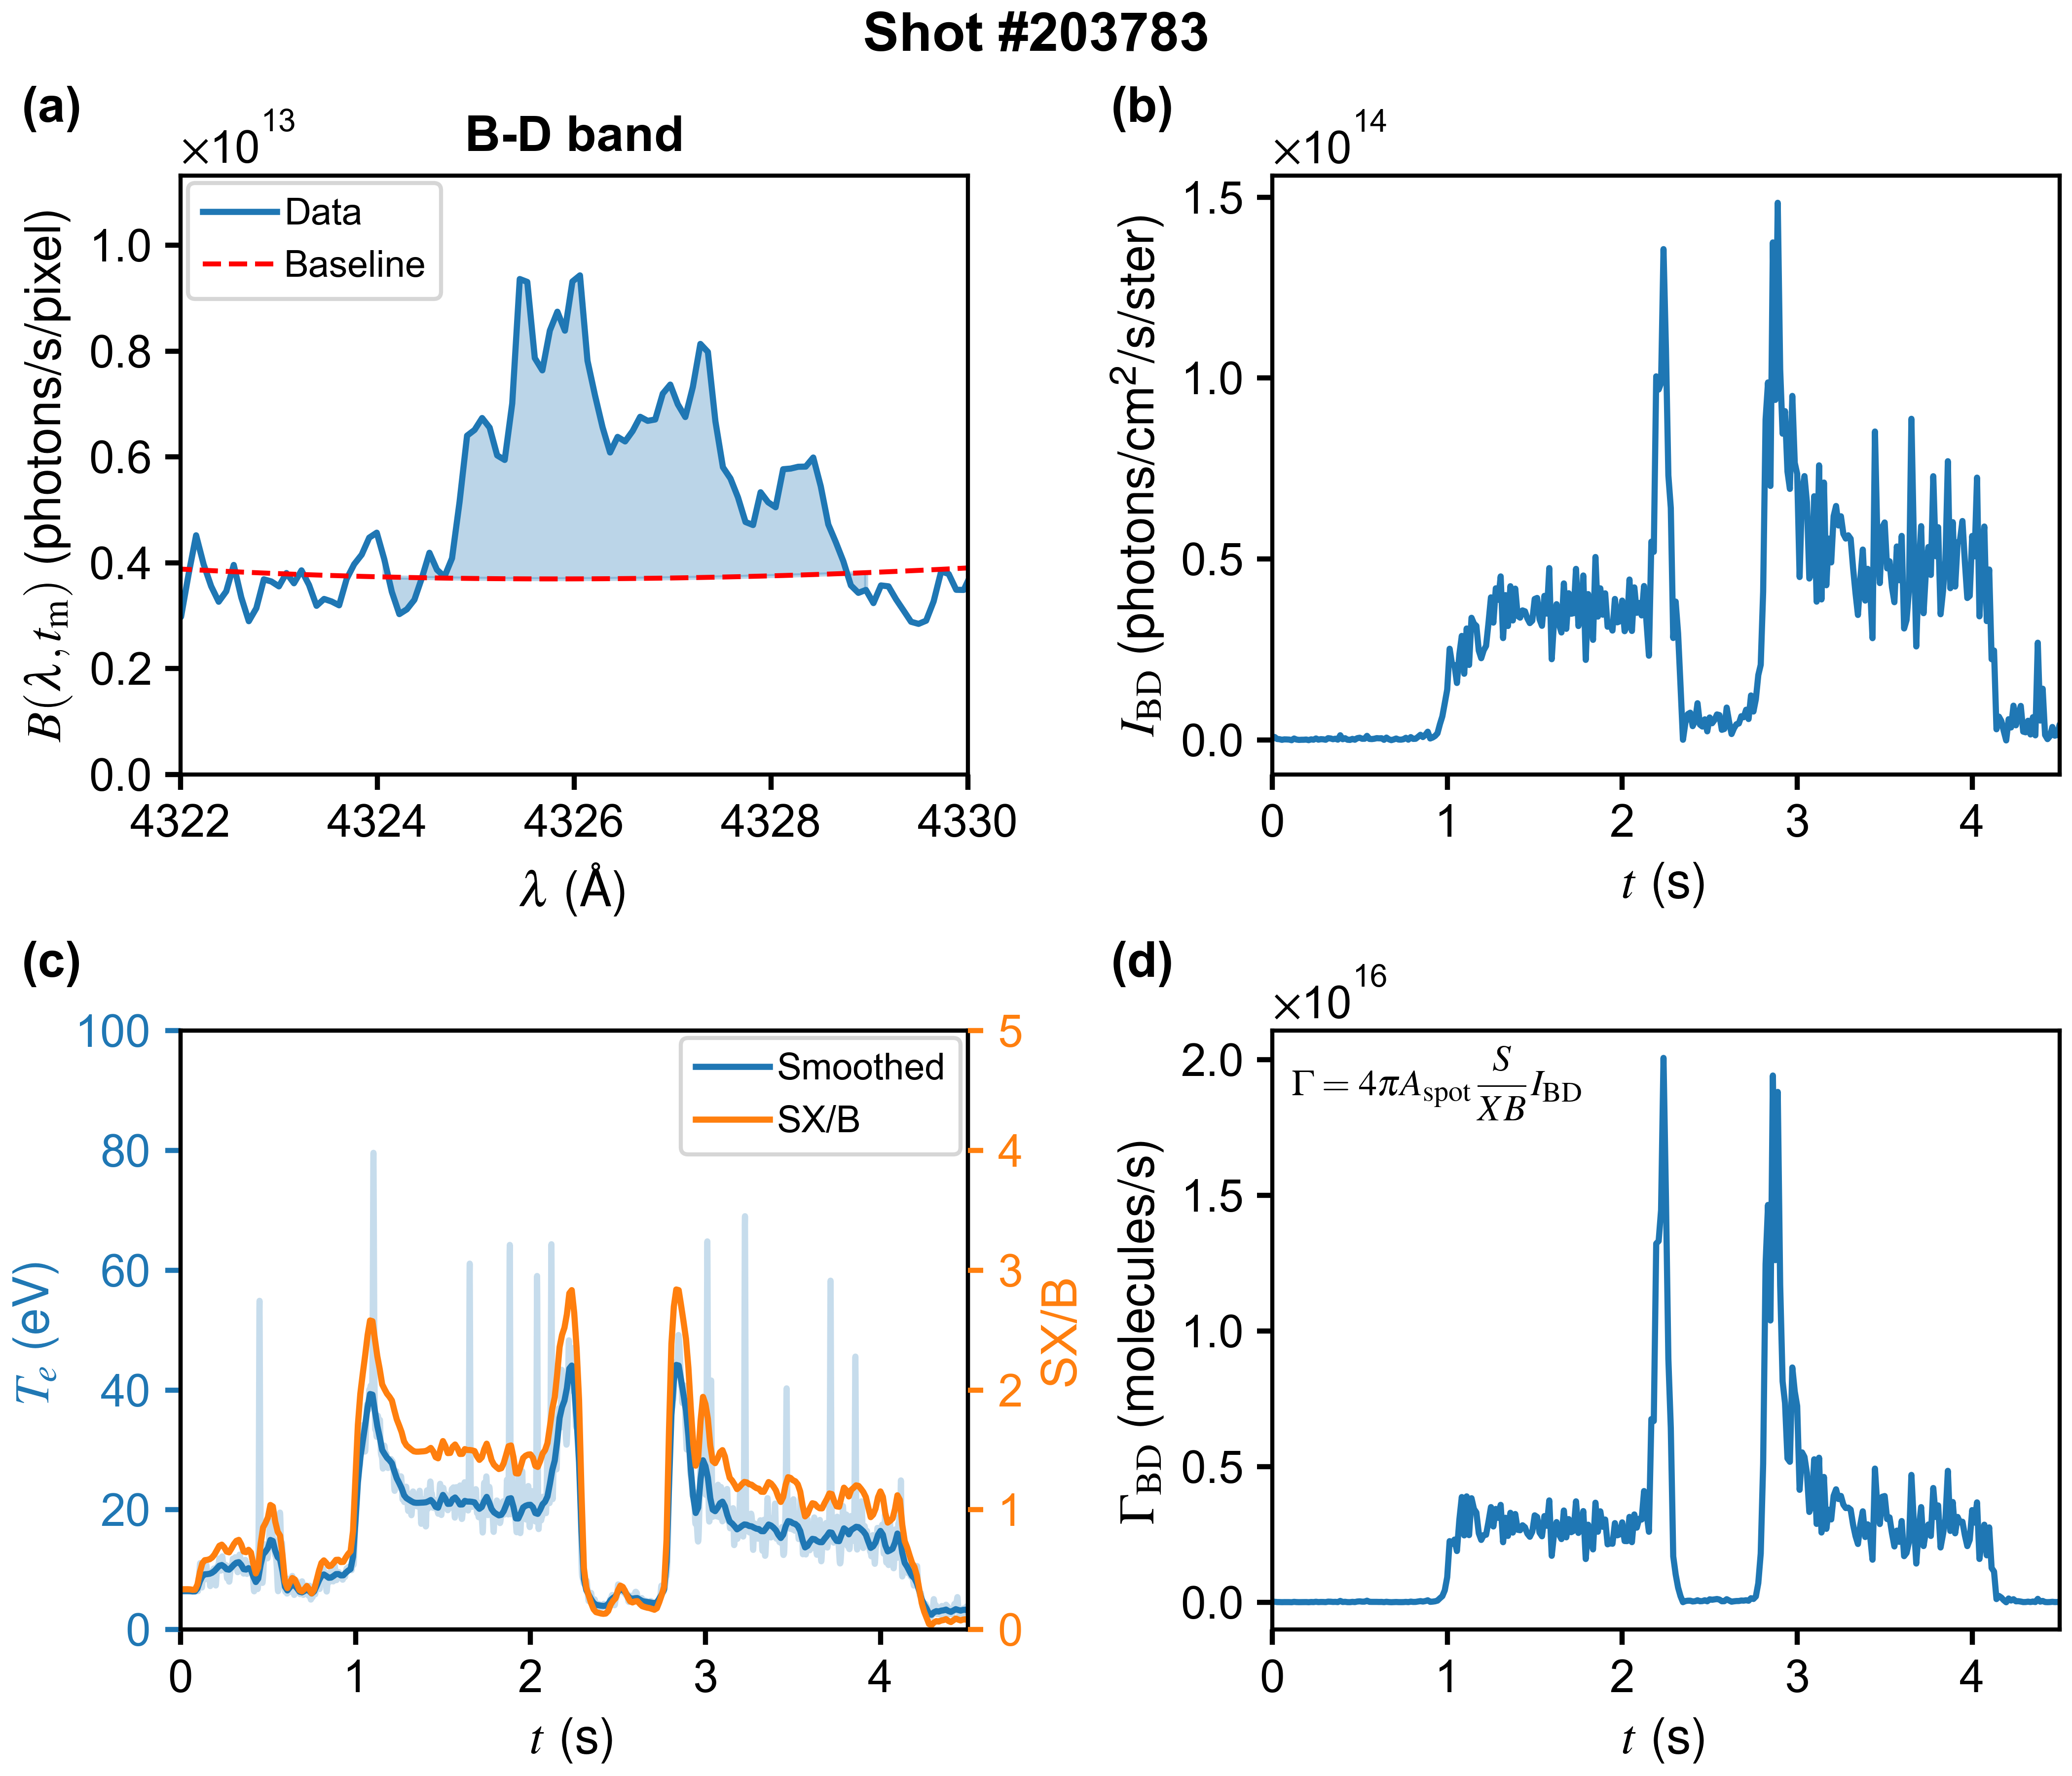 Shot #203783
(a)
B-D band
×10^13
Data
Baseline
B(λ, t_m) (photons/s/pixel)
1.0
0.8
0.6
0.4
0.2
0.0
4322 4324 4326 4328 4330
λ (Å)
(b)
×10^14
I_BD (photons/cm²/s/ster)
1.5
1.0
0.5
0.0
0 1 2 3 4
t (s)
(c)
Smoothed
SX/B
T_e (eV)
100
80
60
40
20
0
5
4
3
2
1
0
SX/B
0 1 2 3 4
t (s)
(d)
×10^16
Γ = 4πA_spot S/XB I_BD
Γ_BD (molecules/s)
2.0
1.5
1.0
0.5
0.0
0 1 2 3 4
t (s)